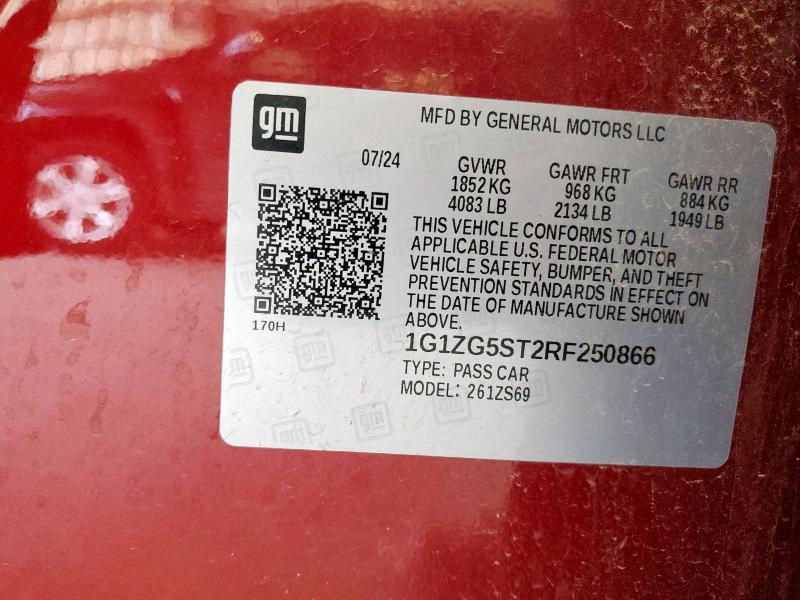 gm
MFD BY GENERAL MOTORS LLC
07/24
GVWR
1852 KG
4083 LB
GAWR FRT
968 KG
2134 LB
GAWR RR
884 KG
1949 LB
THIS VEHICLE CONFORMS TO ALL
APPLICABLE U.S. FEDERAL MOTOR
VEHICLE SAFETY, BUMPER, AND THEFT
PREVENTION STANDARDS IN EFFECT ON
THE DATE OF MANUFACTURE SHOWN
ABOVE.
170H
1G1ZG5ST2RF250866
TYPE: PASS CAR
MODEL: 261ZS69